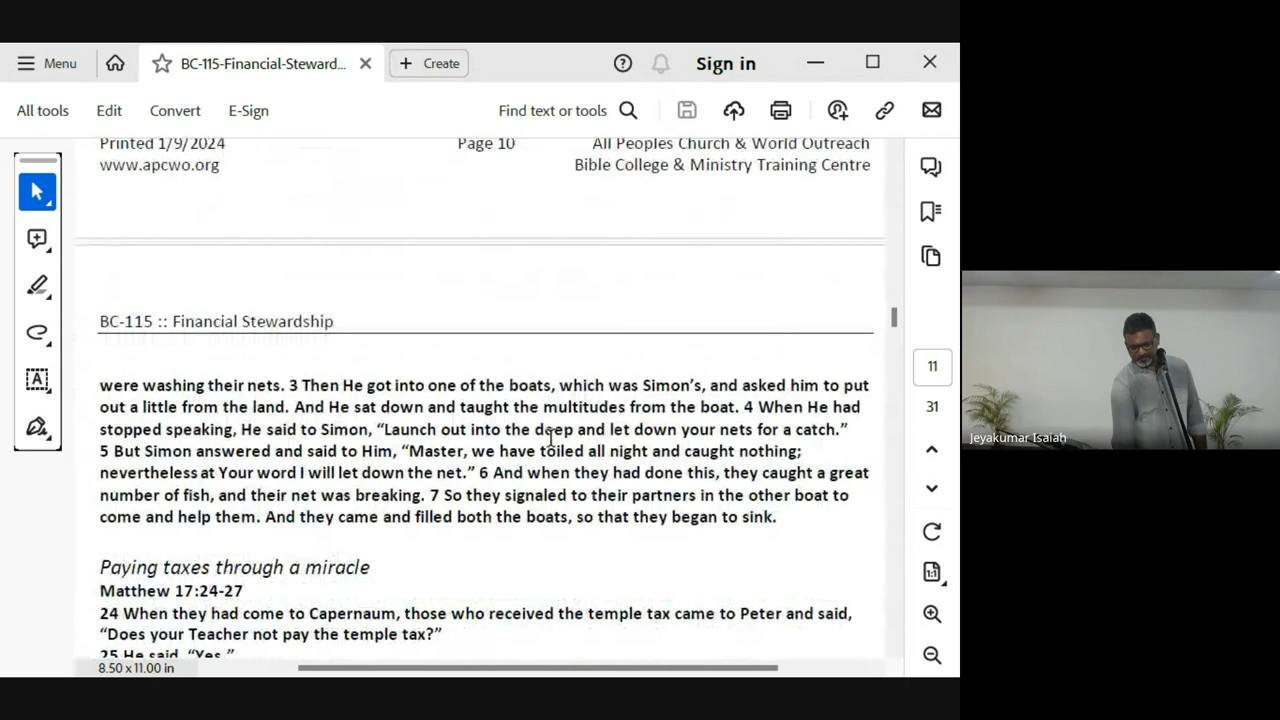 Menu
BC-115-Financial-Steward...
Create
Sign in
All tools
Edit
Convert
E-Sign
Find text or tools
Printed 1/9/2024
Page 10
All Peoples Church & World Outreach
www.apcwo.org
Bible College & Ministry Training Centre
BC-115 :: Financial Stewardship
were washing their nets. 3 Then He got into one of the boats, which was Simon’s, and asked him to put
out a little from the land. And He sat down and taught the multitudes from the boat. 4 When He had
stopped speaking, He said to Simon, “Launch out into the deep and let down your nets for a catch.”
5 But Simon answered and said to Him, “Master, we have toiled all night and caught nothing;
nevertheless at Your word I will let down the net.” 6 And when they had done this, they caught a great
number of fish, and their net was breaking. 7 So they signaled to their partners in the other boat to
come and help them. And they came and filled both the boats, so that they began to sink.
Paying taxes through a miracle
Matthew 17:24-27
24 When they had come to Capernaum, those who received the temple tax came to Peter and said,
“Does your Teacher not pay the temple tax?”
25 He said, “Yes.”
8.50 x 11.00 in
11
31
1:1
Jeyakumar Isaiah